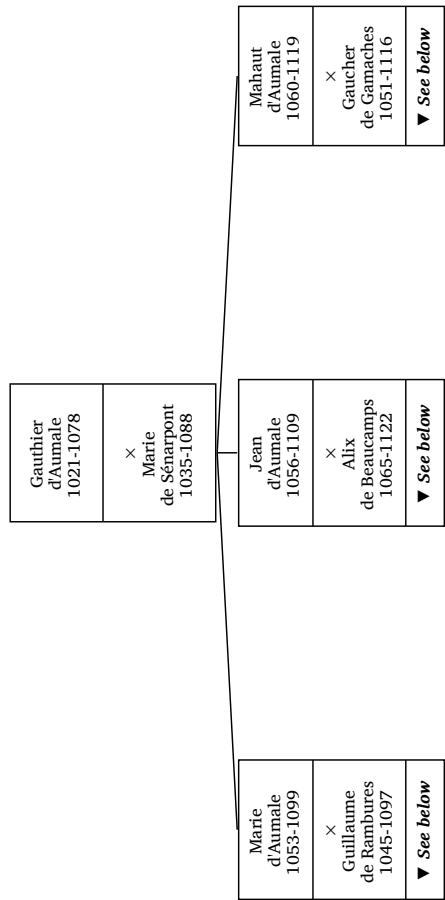 Gauthier
d'Aumale
1021-1078
×
Marie
de Sénarpont
1035-1088
Marie
d'Aumale
1053-1099
×
Guillaume
de Rambures
1045-1097
▼ See below
Jean
d'Aumale
1056-1109
×
Alix
de Beaucamps
1065-1122
▼ See below
Mahaut
d'Aumale
1060-1119
×
Gaucher
de Gamaches
1051-1116
▼ See below